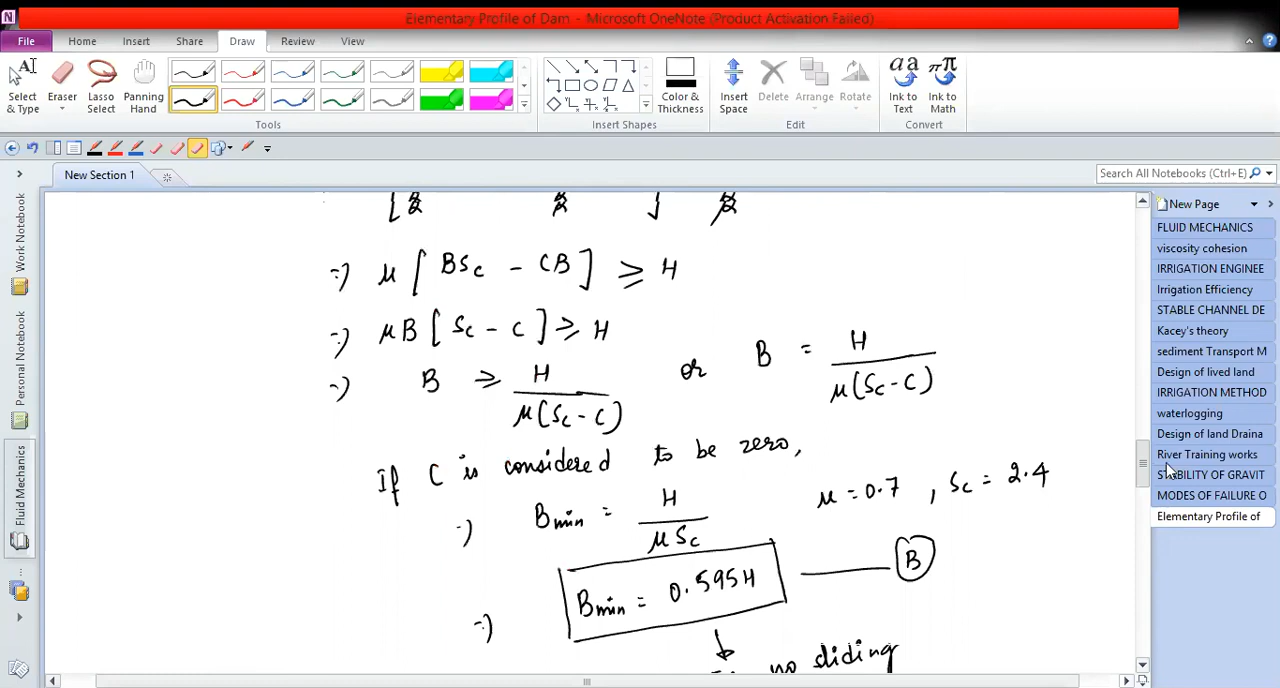 Elementary Profile of Dam. - Microsoft OneNote (Product Activation Failed)
File Home Insert Share Draw Review View
Select & Type
Eraser
Lasso Select
Panning Hand
Color & Thickness
Insert Space
Delete
Arrange
Rotate
Ink to Text
Ink to Math
Tools
Insert Shapes
Edit
Convert
New Section 1
Search All Notebooks (Ctrl+E)
Work Notebook
Personal Notebook
Fluid Mechanics
New Page
FLUID MECHANICS
viscosity cohesion
IRRIGATION ENGINEE
Irrigation Efficiency
STABLE CHANNEL DE
Kacey's theory
sediment Transport M
Design of lived land
IRRIGATION METHOD
waterlogging
Design of land Draina
River Training works
STABILITY OF GRAVIT
MODES OF FAILURE O
Elementary Profile of
=) μ [ BSc - CB ] ≥ H
=) μB [ Sc - C ] ≥ H
=) B ≥ H / μ(Sc - C) or B = H / μ(Sc - C)
If C is considered to be zero,
=) Bmin = H / μSc μ = 0.7 , Sc = 2.4
=) Bmin = 0.595H —— B
no sliding